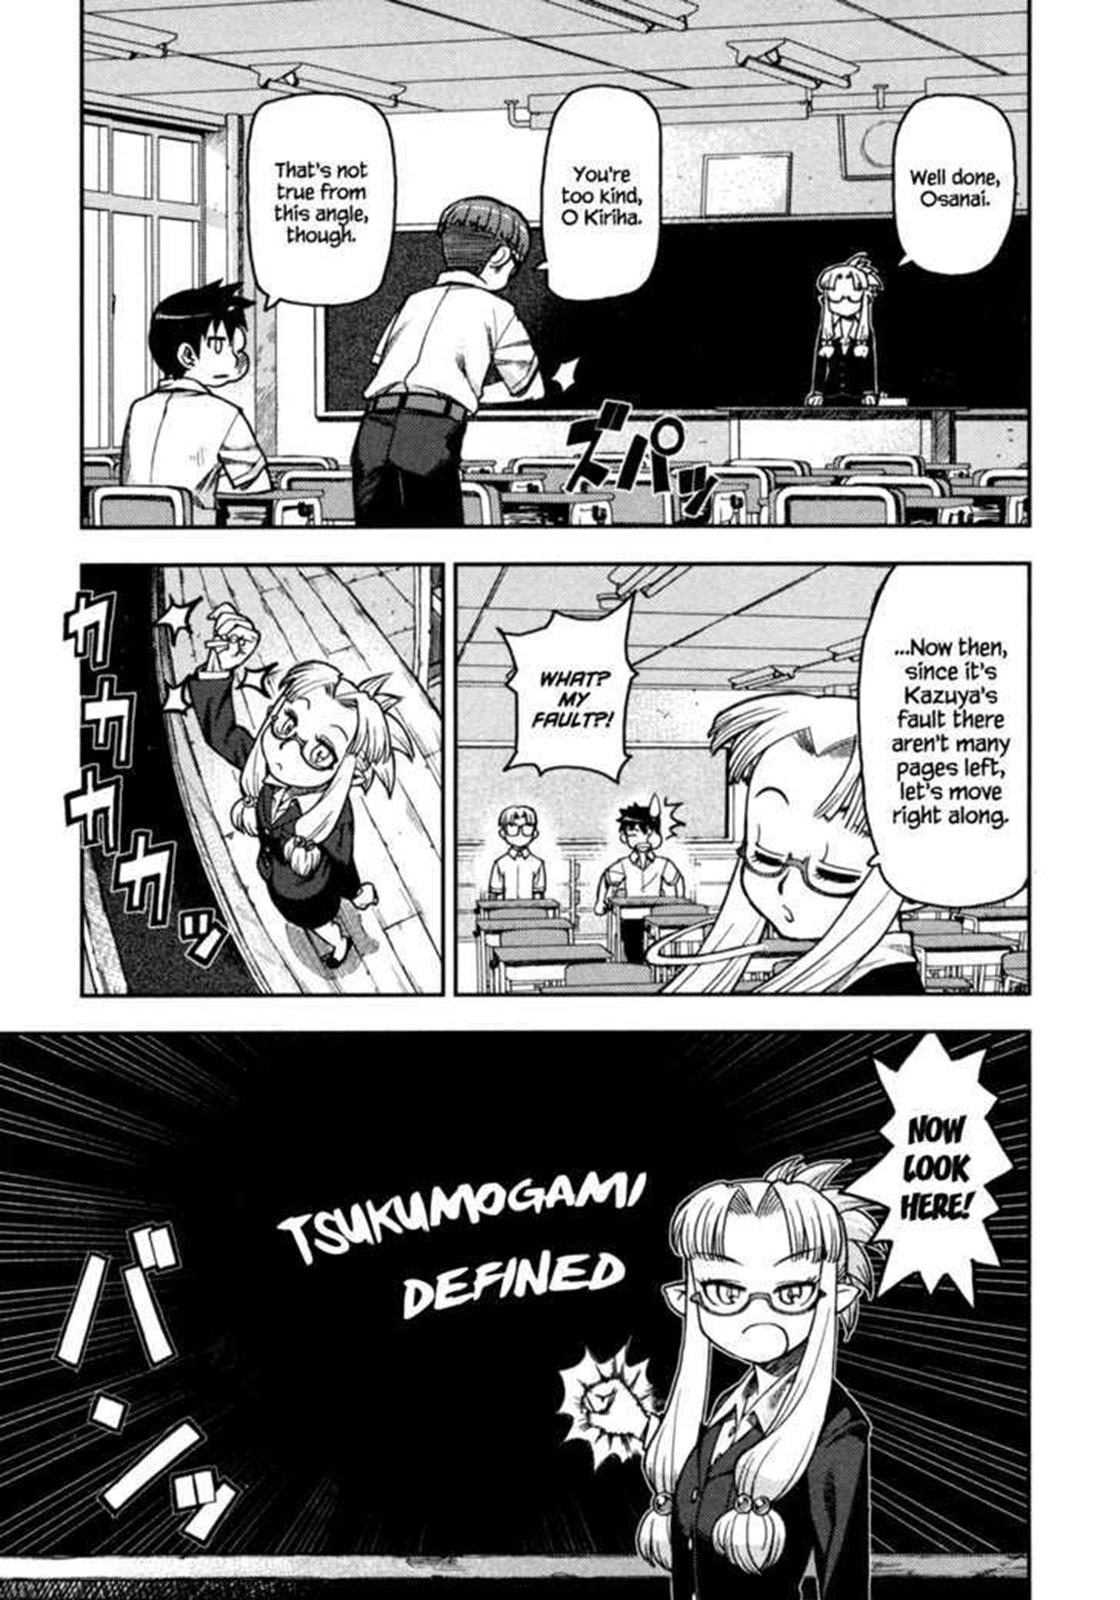 Well done,
Osanai.
You're
too kind,
O Kiriha.
That's not
true from
this angle,
though.
ズパッ
...Now then,
since it's
Kazuya's
fault there
aren't many
pages left,
let's move
right along.
WHAT?
MY
FAULT?!
カカカカカッ
NOW
LOOK
HERE!
TSUKUMOGAMI
DEFINED
バンッ